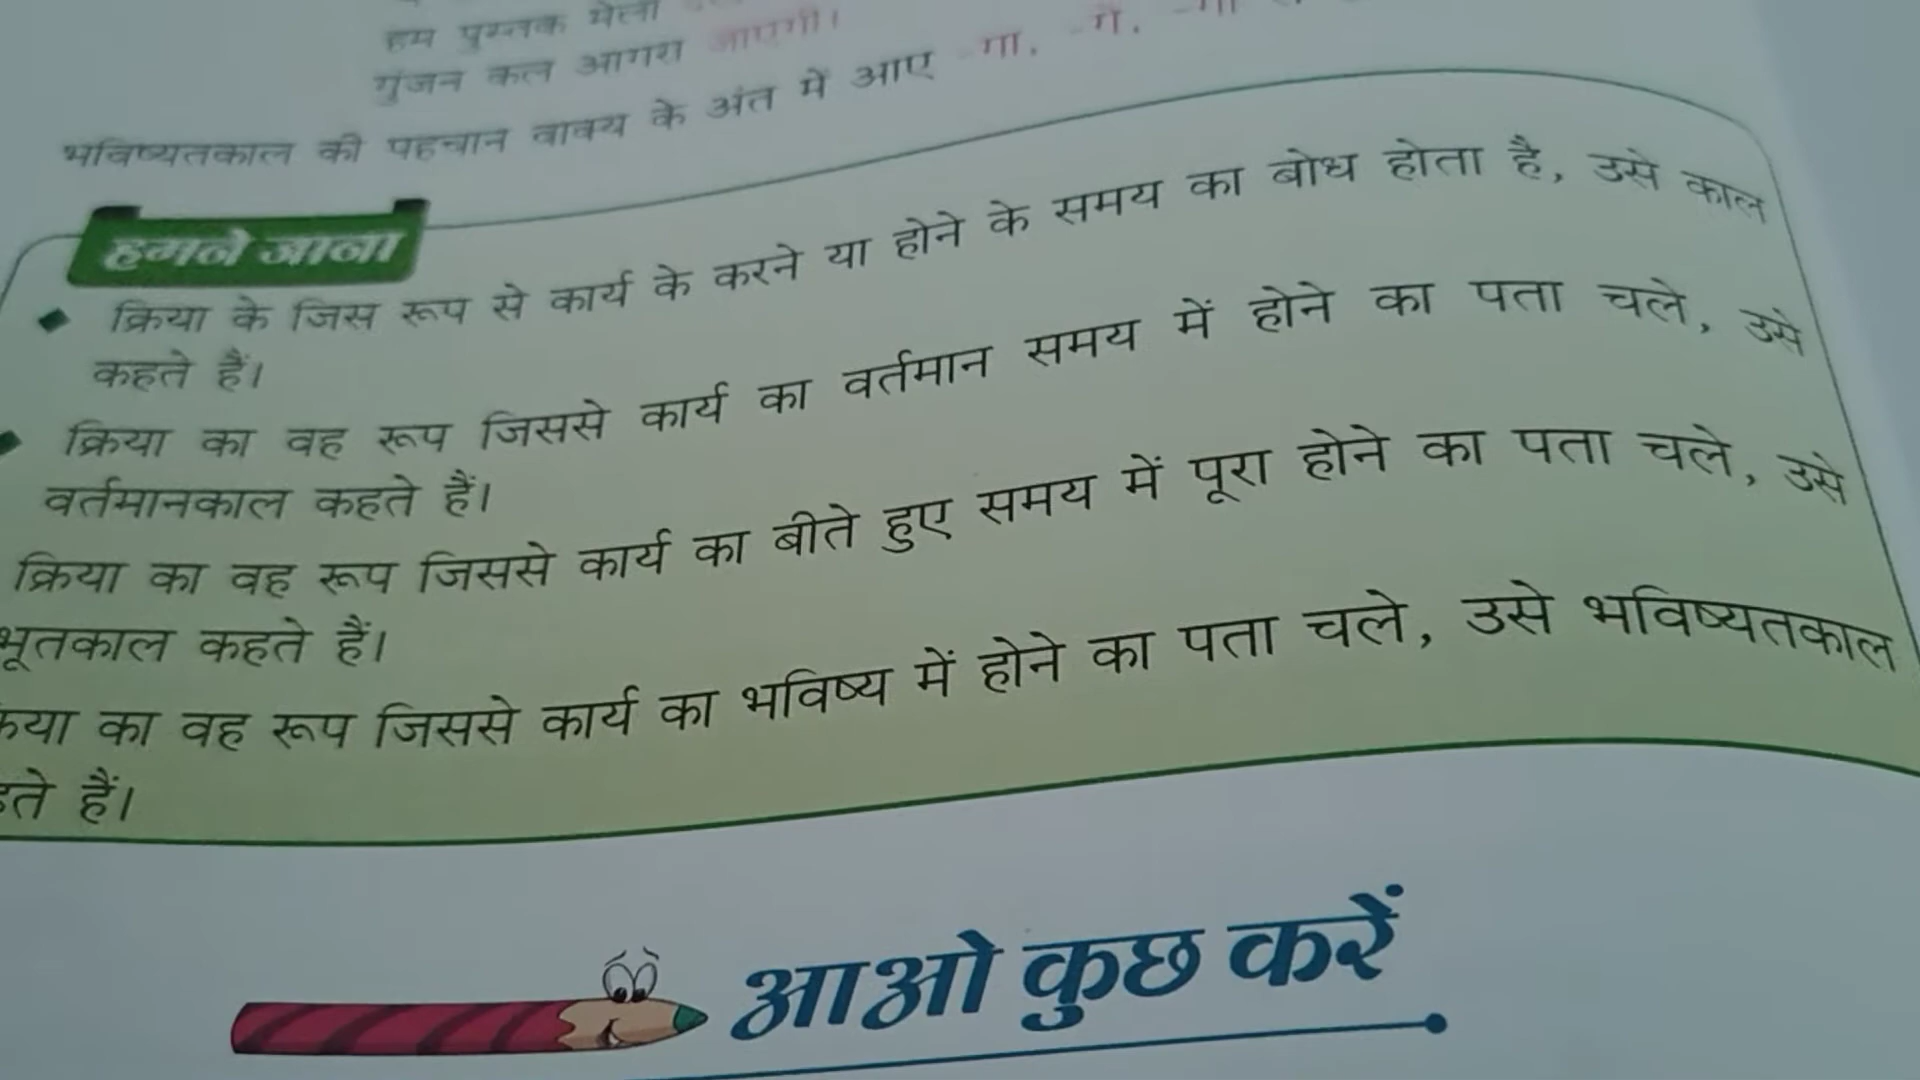 हम पुस्तक मेला
गुंजन कल आगरा जाएगी।
भविष्यतकाल की पहचान वाक्य के अंत में आए -गा, -गे, -गी
हमने जाना
क्रिया के जिस रूप से कार्य के करने या होने के समय का बोध होता है, उसे काल
कहते हैं।
क्रिया का वह रूप जिससे कार्य का वर्तमान समय में होने का पता चले, उसे
वर्तमानकाल कहते हैं।
क्रिया का वह रूप जिससे कार्य का बीते हुए समय में पूरा होने का पता चले, उसे
भूतकाल कहते हैं।
का वह रूप जिससे कार्य का भविष्य में होने का पता चले, उसे भविष्यतकाल
हैं।
आओ कुछ करें